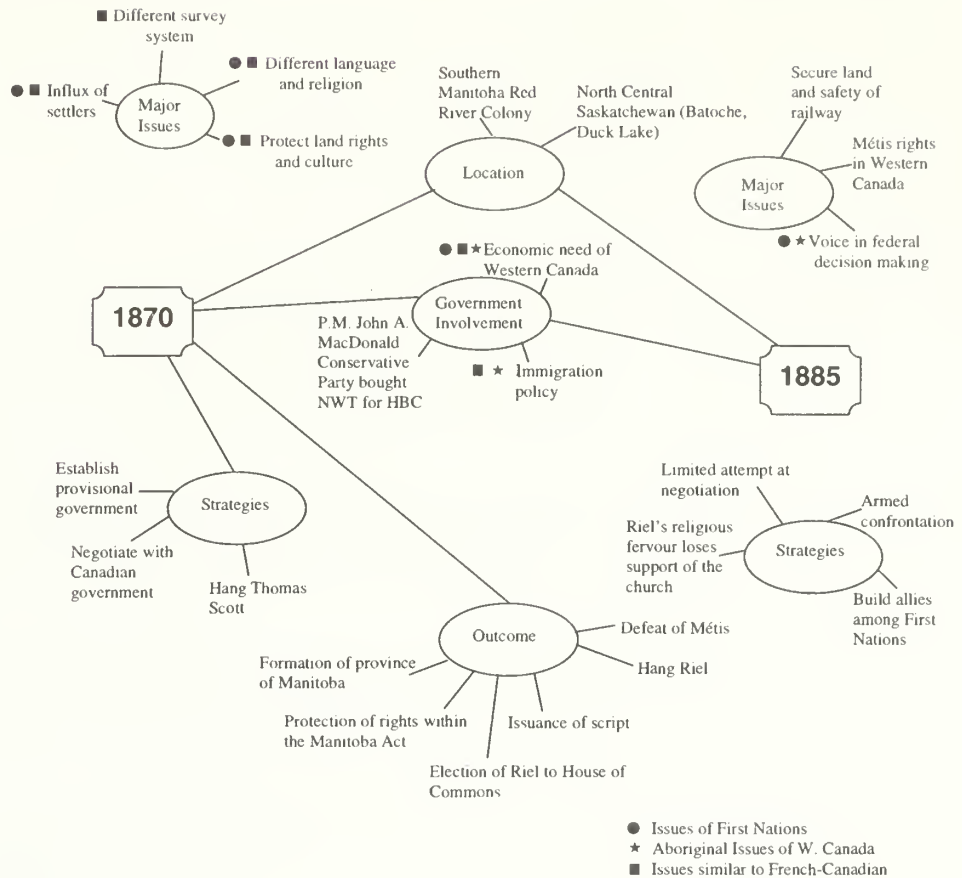 ■ Different survey
system
● ■ Influx of
settlers
Major
Issues
● ■ Different language
and religion
● ■ Protect land rights
and culture
Southern
Manitoha Red
River Colony
North Central
Saskatchewan (Batoche,
Duck Lake)
Location
Secure land
and safety of
railway
Métis rights
in Western
Canada
Major
Issues
● ★ Voice in federal
decision making
● ■ ★ Economic need of
Western Canada
Government
Involvement
1870
P.M. John A.
MacDonald
Conservative
Party bought
NWT for HBC
■ ★ Immigration
policy
1885
Establish
provisional
government
Strategies
Negotiate with
Canadian
government
Hang Thomas
Scott
Limited attempt at
negotiation
Armed
confrontation
Riel's religious
fervour loses
support of the
church
Strategies
Build allies
among First
Nations
Outcome
Defeat of Métis
Hang Riel
Formation of province
of Manitoba
Protection of rights within
the Manitoba Act
Issuance of script
Election of Riel to House of
Commons
● Issues of First Nations
★ Aboriginal Issues of W. Canada
■ Issues similar to French-Canadian